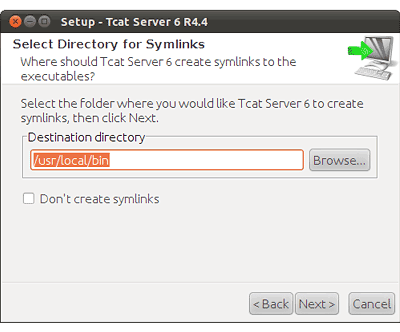 Setup - Tcat Server 6 R4.4
Select Directory for Symlinks
Where should Tcat Server 6 create symlinks to the
executables?
Select the folder where you would like Tcat Server 6 to create
symlinks, then click Next.
Destination directory
/usr/local/bin
Browse...
Don't create symlinks
< Back
Next >
Cancel